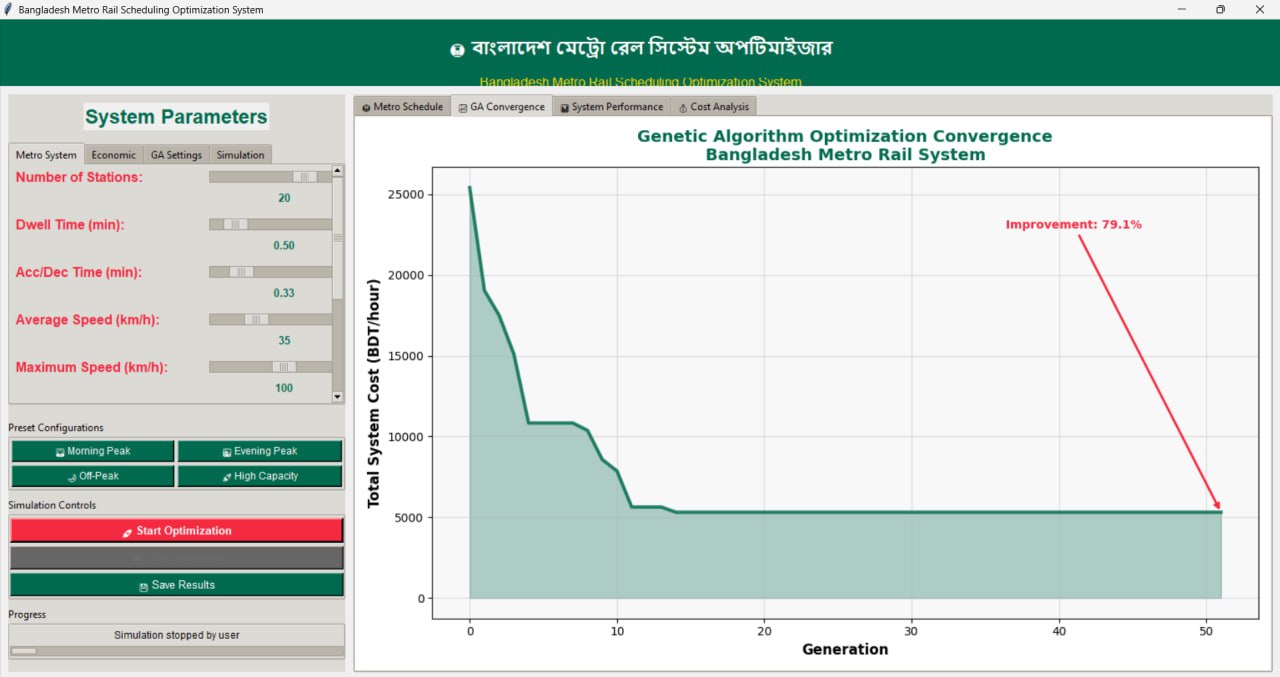 Bangladesh Metro Rail Scheduling Optimization System
বাংলাদেশ মেট্রো রেল সিস্টেম অপটিমাইজার
Bangladesh Metro Rail Scheduling Optimization System
System Parameters
Metro System Economic GA Settings Simulation
Number of Stations:
20
Dwell Time (min):
0.50
Acc/Dec Time (min):
0.33
Average Speed (km/h):
35
Maximum Speed (km/h):
100
Preset Configurations
Morning Peak Evening Peak
Off-Peak High Capacity
Simulation Controls
Start Optimization
Save Results
Progress
Simulation stopped by user
Metro Schedule GA Convergence System Performance Cost Analysis
Genetic Algorithm Optimization Convergence
Bangladesh Metro Rail System
Total System Cost (BDT/hour)
25000
20000
15000
10000
5000
0
Improvement: 79.1%
0 10 20 30 40 50
Generation